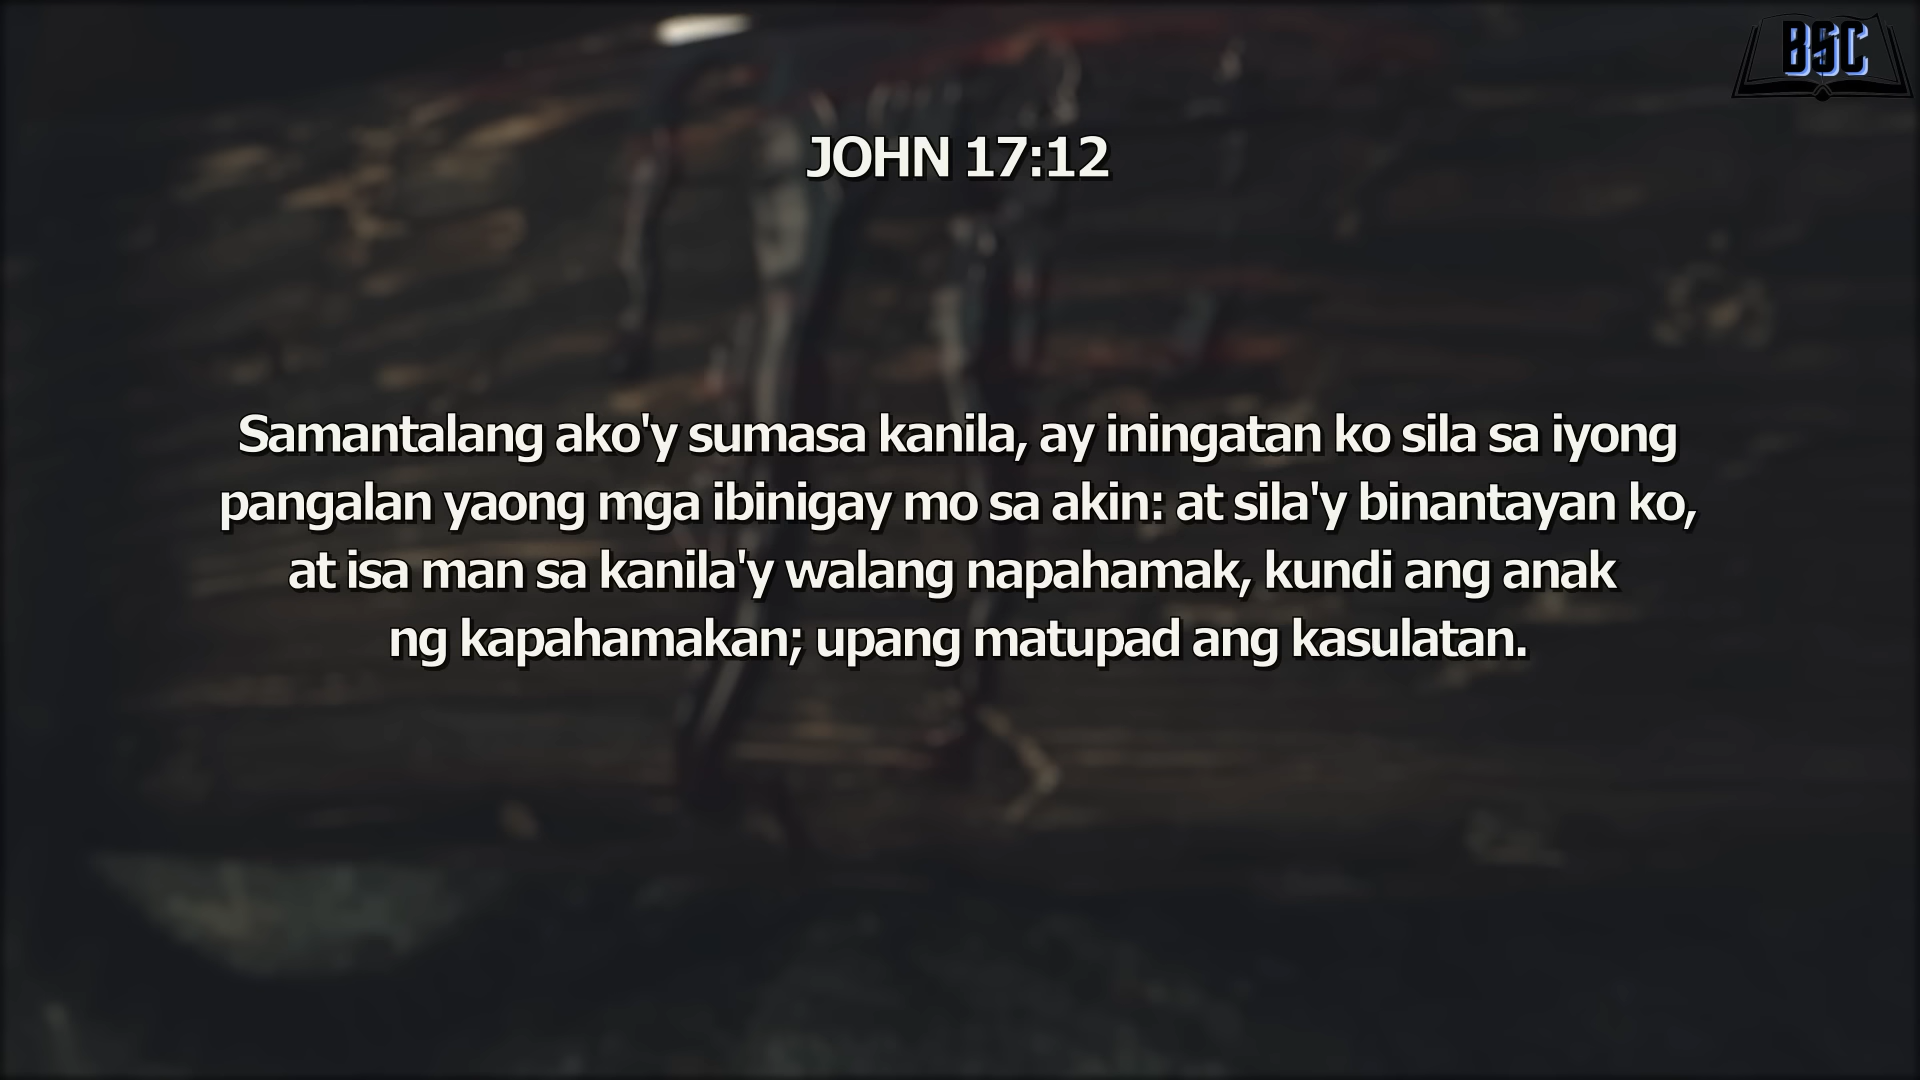 BSC
JOHN 17:12
Samantalang ako'y sumasa kanila, ay iningatan ko sila sa iyong
pangalan yaong mga ibinigay mo sa akin: at sila'y binantayan ko,
at isa man sa kanila'y walang napahamak, kundi ang anak
ng kapahamakan; upang matupad ang kasulatan.